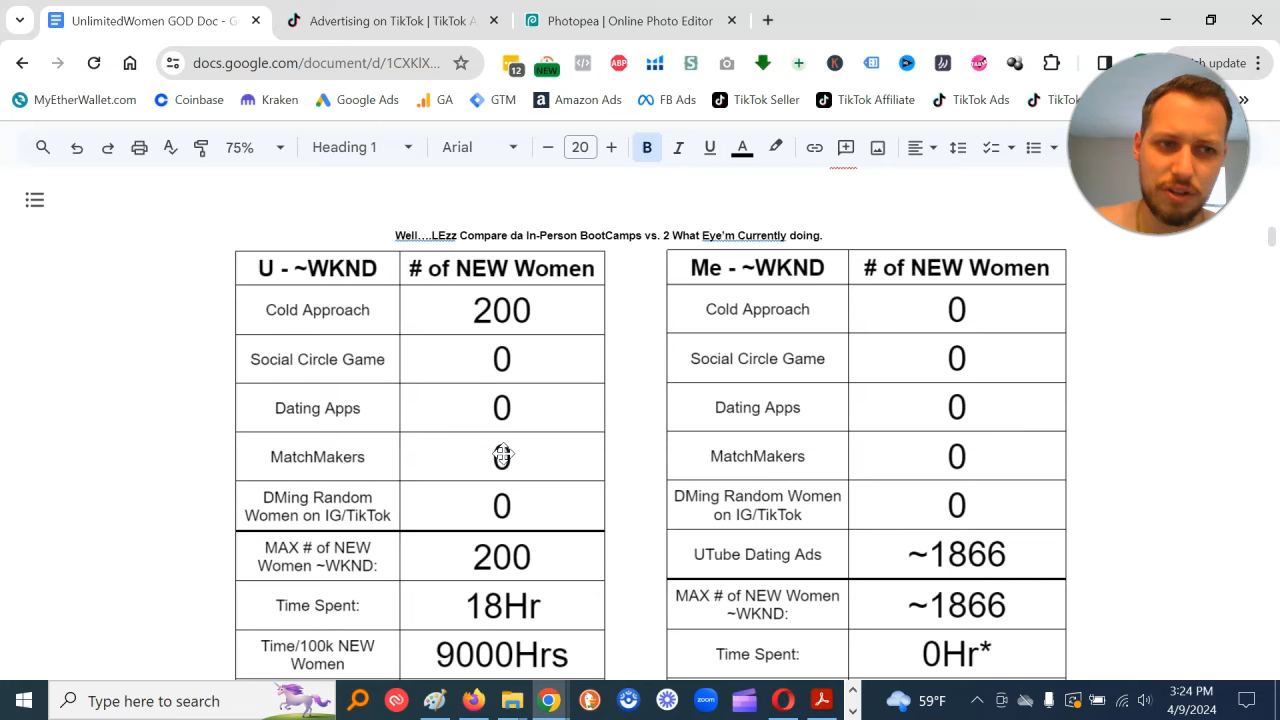 UnlimitedWomen GOD Doc - G
Advertising on TikTok | TikTok A
Photopea | Online Photo Editor
docs.google.com/document/d/1CXKlX...
12
NEW
ABP
update
MyEtherWallet.com
Coinbase
Kraken
Google Ads
GA
GTM
Amazon Ads
FB Ads
TikTok Seller
TikTok Affiliate
TikTok Ads
75%
Heading 1
Arial
20
B
I
U
A
Well....LEzz Compare da In-Person BootCamps vs. 2 What Eye'm Currently doing.
U - ~WKND # of NEW Women
Cold Approach 200
Social Circle Game 0
Dating Apps 0
MatchMakers 0
DMing Random
Women on IG/TikTok 0
MAX # of NEW
Women ~WKND: 200
Time Spent: 18Hr
Time/100k NEW
Women 9000Hrs
Me - ~WKND # of NEW Women
Cold Approach 0
Social Circle Game 0
Dating Apps 0
MatchMakers 0
DMing Random Women
on IG/TikTok 0
UTube Dating Ads ~1866
MAX # of NEW Women
~WKND: ~1866
Time Spent: 0Hr*
Type here to search
zoom
59°F
3:24 PM
4/9/2024